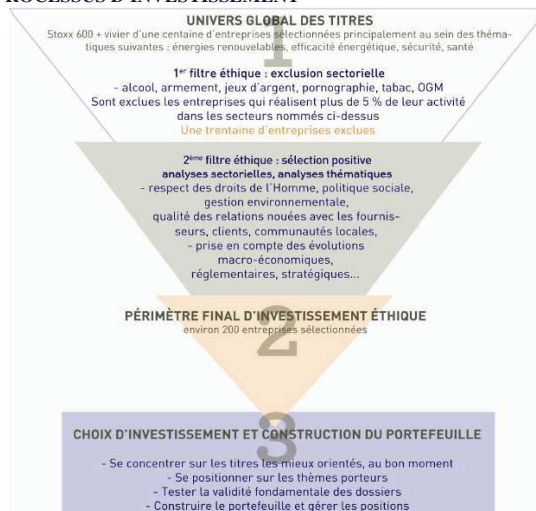 ROCESSUS D'INVESTISSEMENT
UNIVERS GLOBAL DES TITRES
Stoxx 600 + vivier d'une centaine d'entreprises sélectionnées principalement au sein des théma-
tiques suivantes : énergies renouvelables, efficacité énergétique, sécurité, santé
1
1er filtre éthique : exclusion sectorielle
- alcool, armement, jeux d'argent, pornographie, tabac, OGM
Sont exclues les entreprises qui réalisent plus de 5 % de leur activité
dans les secteurs nommés ci-dessus
Une trentaine d'entreprises exclues
2ème filtre éthique : sélection positive
analyses sectorielles, analyses thématiques
- respect des droits de l'Homme, politique sociale,
gestion environnementale,
qualité des relations nouées avec les fournis-
seurs, clients, communautés locales,
- prise en compte des évolutions
macro-économiques,
réglementaires, stratégiques...
PÉRIMÈTRE FINAL D'INVESTISSEMENT ÉTHIQUE
environ 200 entreprises sélectionnées
2
3
CHOIX D'INVESTISSEMENT ET CONSTRUCTION DU PORTEFEUILLE
- Se concentrer sur les titres les mieux orientés, au bon moment
- Se positionner sur les thèmes porteurs
- Tester la validité fondamentale des dossiers
- Construire le portefeuille et gérer les positions